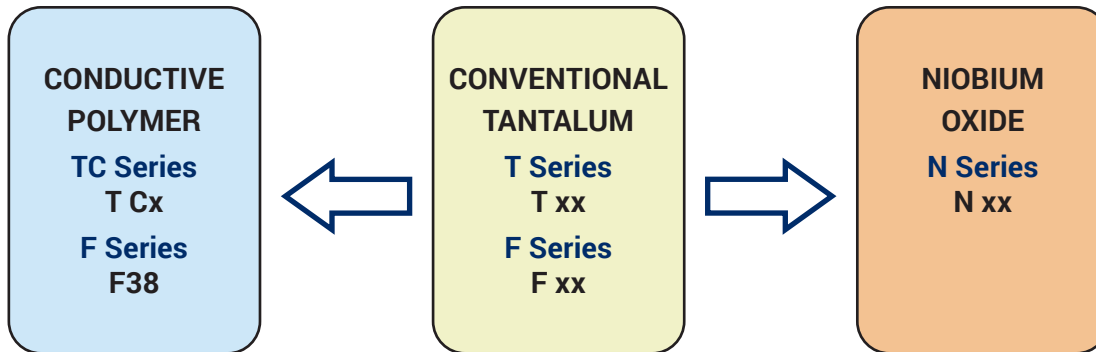 CONDUCTIVE
POLYMER
TC Series
T Cx
F Series
F38
CONVENTIONAL
TANTALUM
T Series
T xx
F Series
F xx
NIOBIUM
OXIDE
N Series
N xx